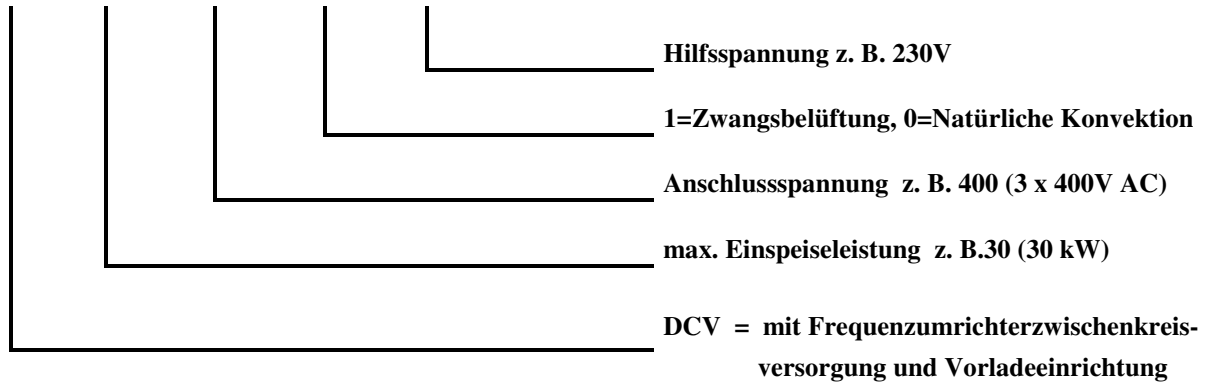 Hilfsspannung z. B. 230V
1=Zwangsbelüftung, 0=Natürliche Konvektion
Anschlussspannung z. B. 400 (3 x 400V AC)
max. Einspeiseleistung z. B.30 (30 kW)
DCV = mit Frequenzumrichterzwischenkreis-
versorgung und Vorladeeinrichtung